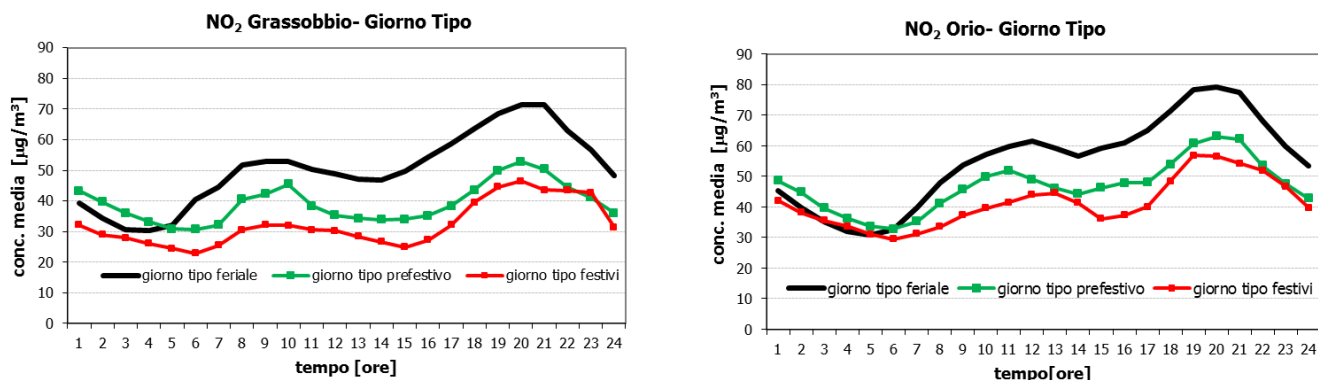 NO₂ Grassobbio- Giorno Tipo
conc. media [µg/m³]
90
80
70
60
50
40
30
20
10
0
giorno tipo feriale giorno tipo prefestivo giorno tipo festivi
1 2 3 4 5 6 7 8 9 10 11 12 13 14 15 16 17 18 19 20 21 22 23 24
tempo [ore]
NO₂ Orio- Giorno Tipo
conc. media [µg/m³]
90
80
70
60
50
40
30
20
10
0
giorno tipo feriale giorno tipo prefestivo giorno tipo festivi
1 2 3 4 5 6 7 8 9 10 11 12 13 14 15 16 17 18 19 20 21 22 23 24
tempo[ore]